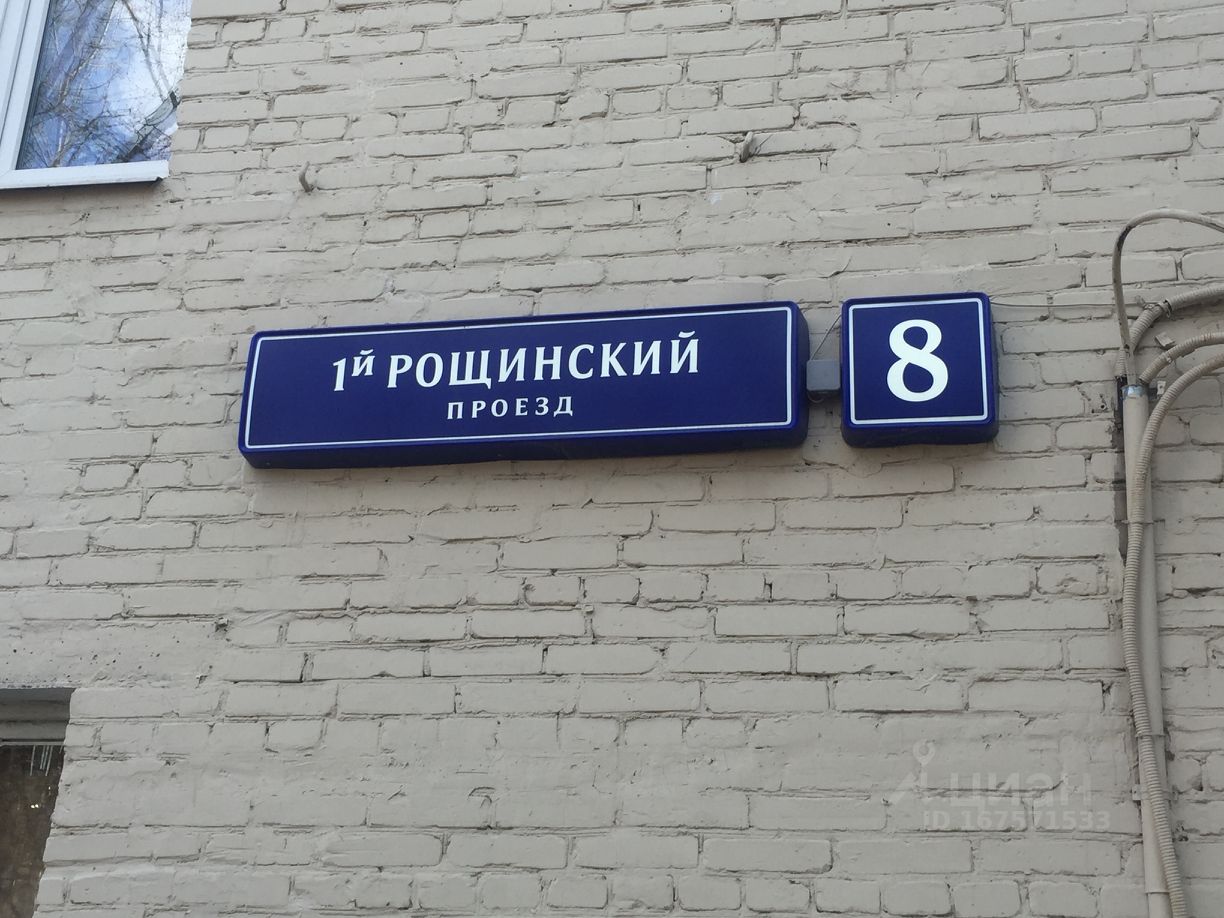 1й РОЩИНСКИЙ
ПРОЕЗД
8
циан
ID 167571533